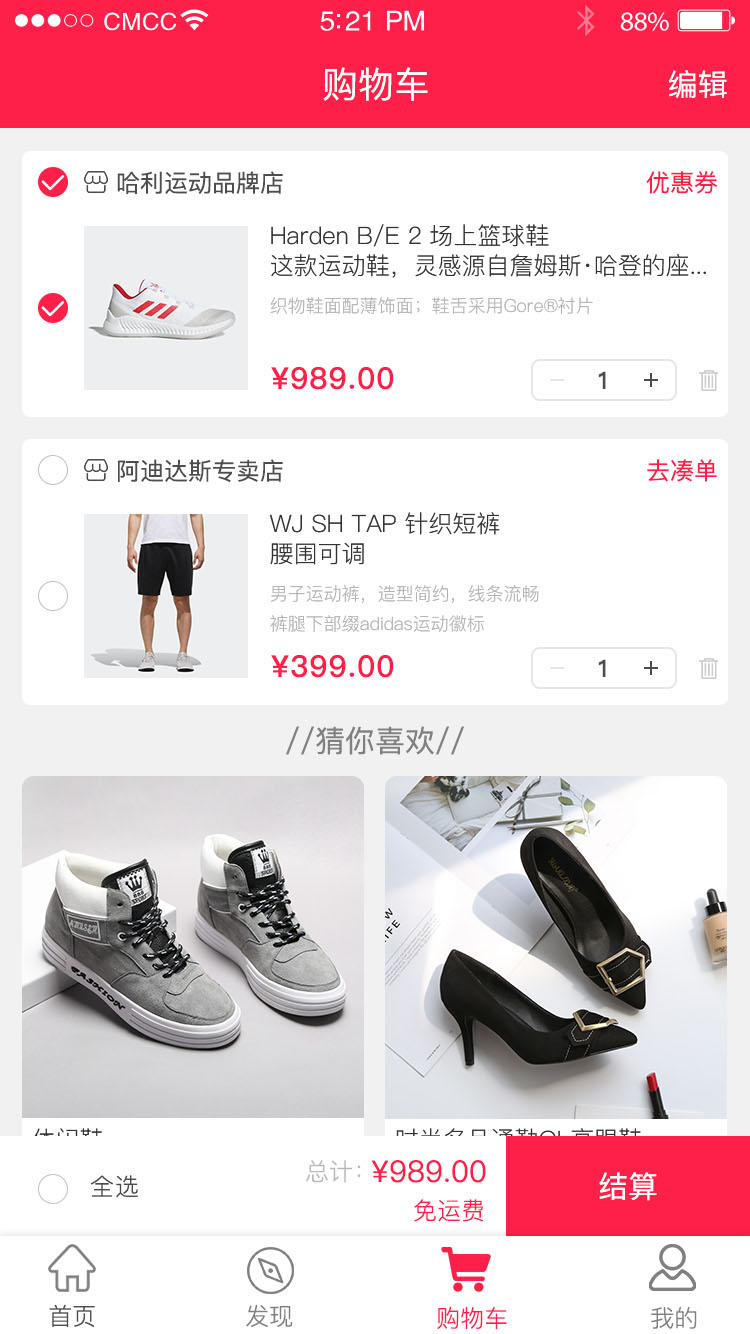 CMCC 5:21 PM 88%
购物车 编辑
哈利运动品牌店 优惠券
Harden B/E 2 场上篮球鞋
这款运动鞋，灵感源自詹姆斯·哈登的座...
织物鞋面配薄饰面；鞋舌采用Gore®衬片
¥989.00 1 +
阿迪达斯专卖店 去凑单
WJ SH TAP 针织短裤
腰围可调
男子运动裤，造型简约，线条流畅
裤腿下部缀adidas运动徽标
¥399.00 1 +
//猜你喜欢//
FASHION
休闲鞋
总计：¥989.00
全选 结算
免运费
首页 发现 购物车 我的